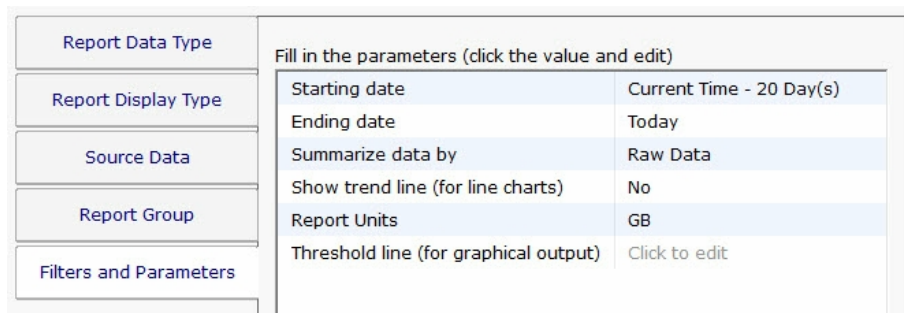 Report Data Type
Report Display Type
Source Data
Report Group
Filters and Parameters
Fill in the parameters (click the value and edit)
Starting date Current Time - 20 Day(s)
Ending date Today
Summarize data by Raw Data
Show trend line (for line charts) No
Report Units GB
Threshold line (for graphical output) Click to edit